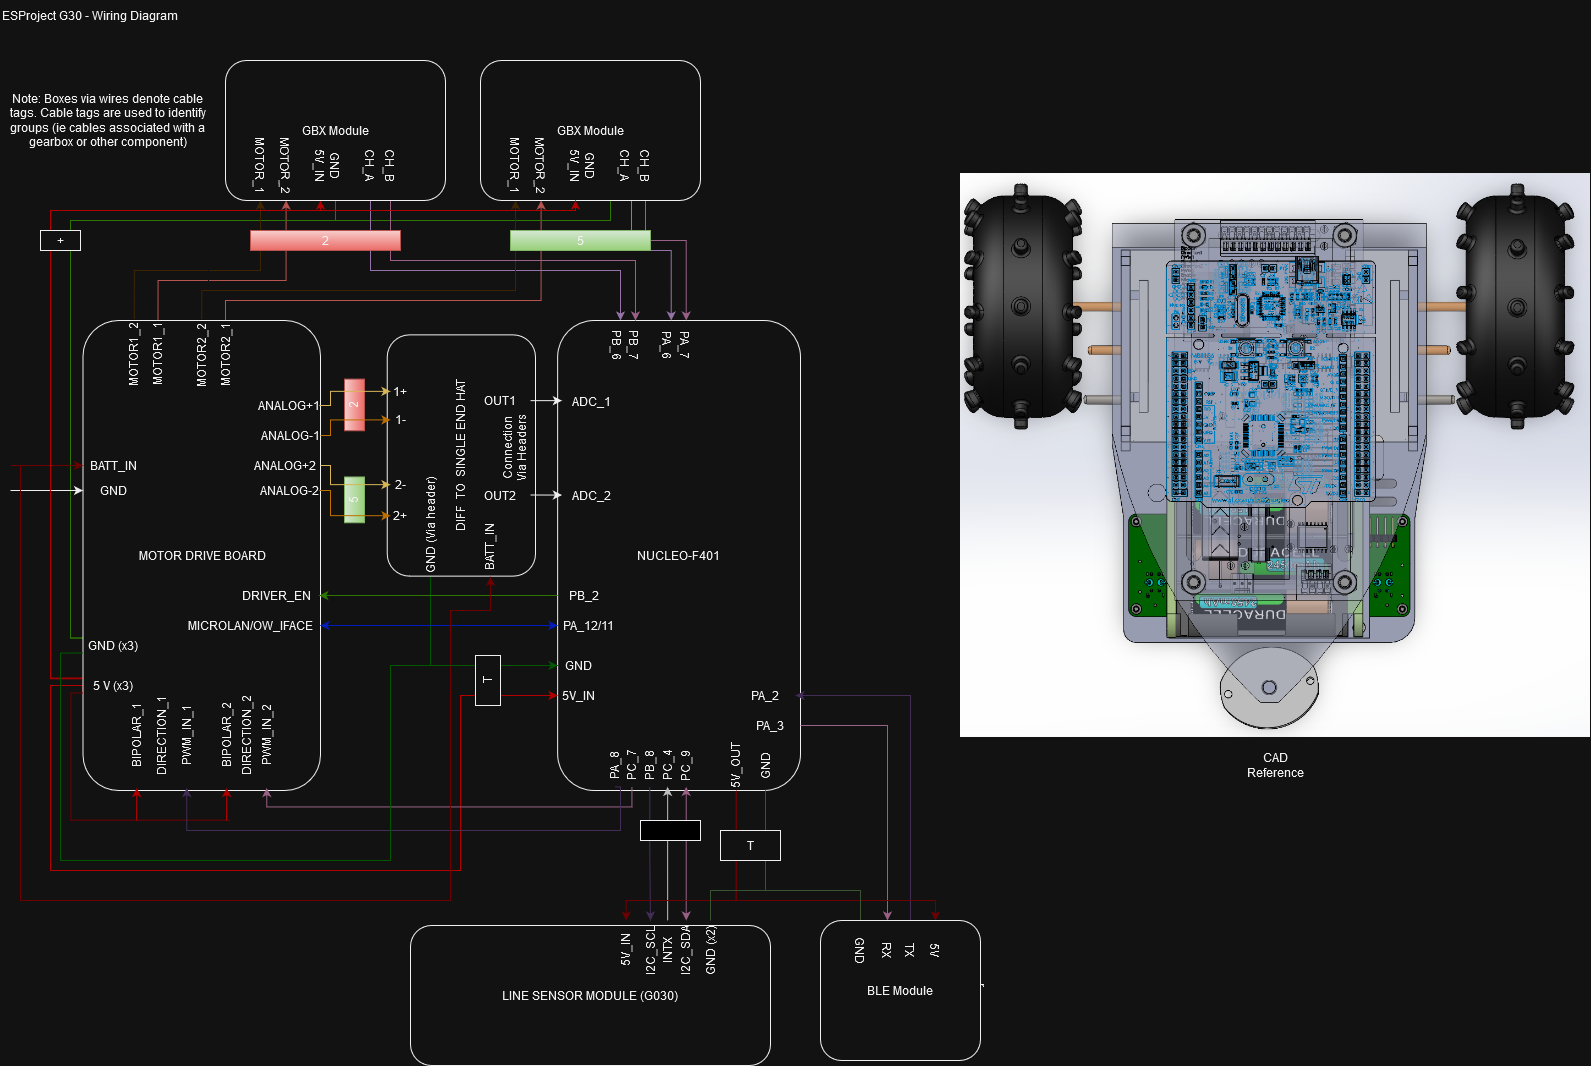 ESProject G30 - Wiring Diagram
Note: Boxes via wires denote cable
tags. Cable tags are used to identify
groups (ie cables associated with a
gearbox or other component)
GBX Module
MOTOR_1
MOTOR_2
5V_IN
GND
CH_A
CH_B
GBX Module
MOTOR_1
MOTOR_2
5V_IN
GND
CH_A
CH_B
+
2
5
MOTOR1_2
MOTOR1_1
MOTOR2_2
MOTOR2_1
ANALOG+1
ANALOG-1
ANALOG+2
ANALOG-2
BATT_IN
GND
MOTOR DRIVE BOARD
DRIVER_EN
MICROLAN/OW_IFACE
GND (x3)
5 V (x3)
BIPOLAR_1
DIRECTION_1
PWM_IN_1
BIPOLAR_2
DIRECTION_2
PWM_IN_2
2
5
1+
1-
2-
2+
GND (Via header)
DIFF TO SINGLE END HAT
BATT_IN
OUT1
Connection
Via Headers
OUT2
PB_6
PB_7
PA_6
PA_7
ADC_1
ADC_2
NUCLEO-F401
PB_2
PA_12/11
GND
5V_IN
T
PA_2
PA_3
PA_8
PC_7
PB_8
PC_4
PC_9
5V_OUT
GND
T
5V_IN
I2C_SCL
INTX
I2C_SDA
GND (x2)
LINE SENSOR MODULE (G030)
GND
RX
TX
5V
BLE Module
DURACELL
CAD
Reference